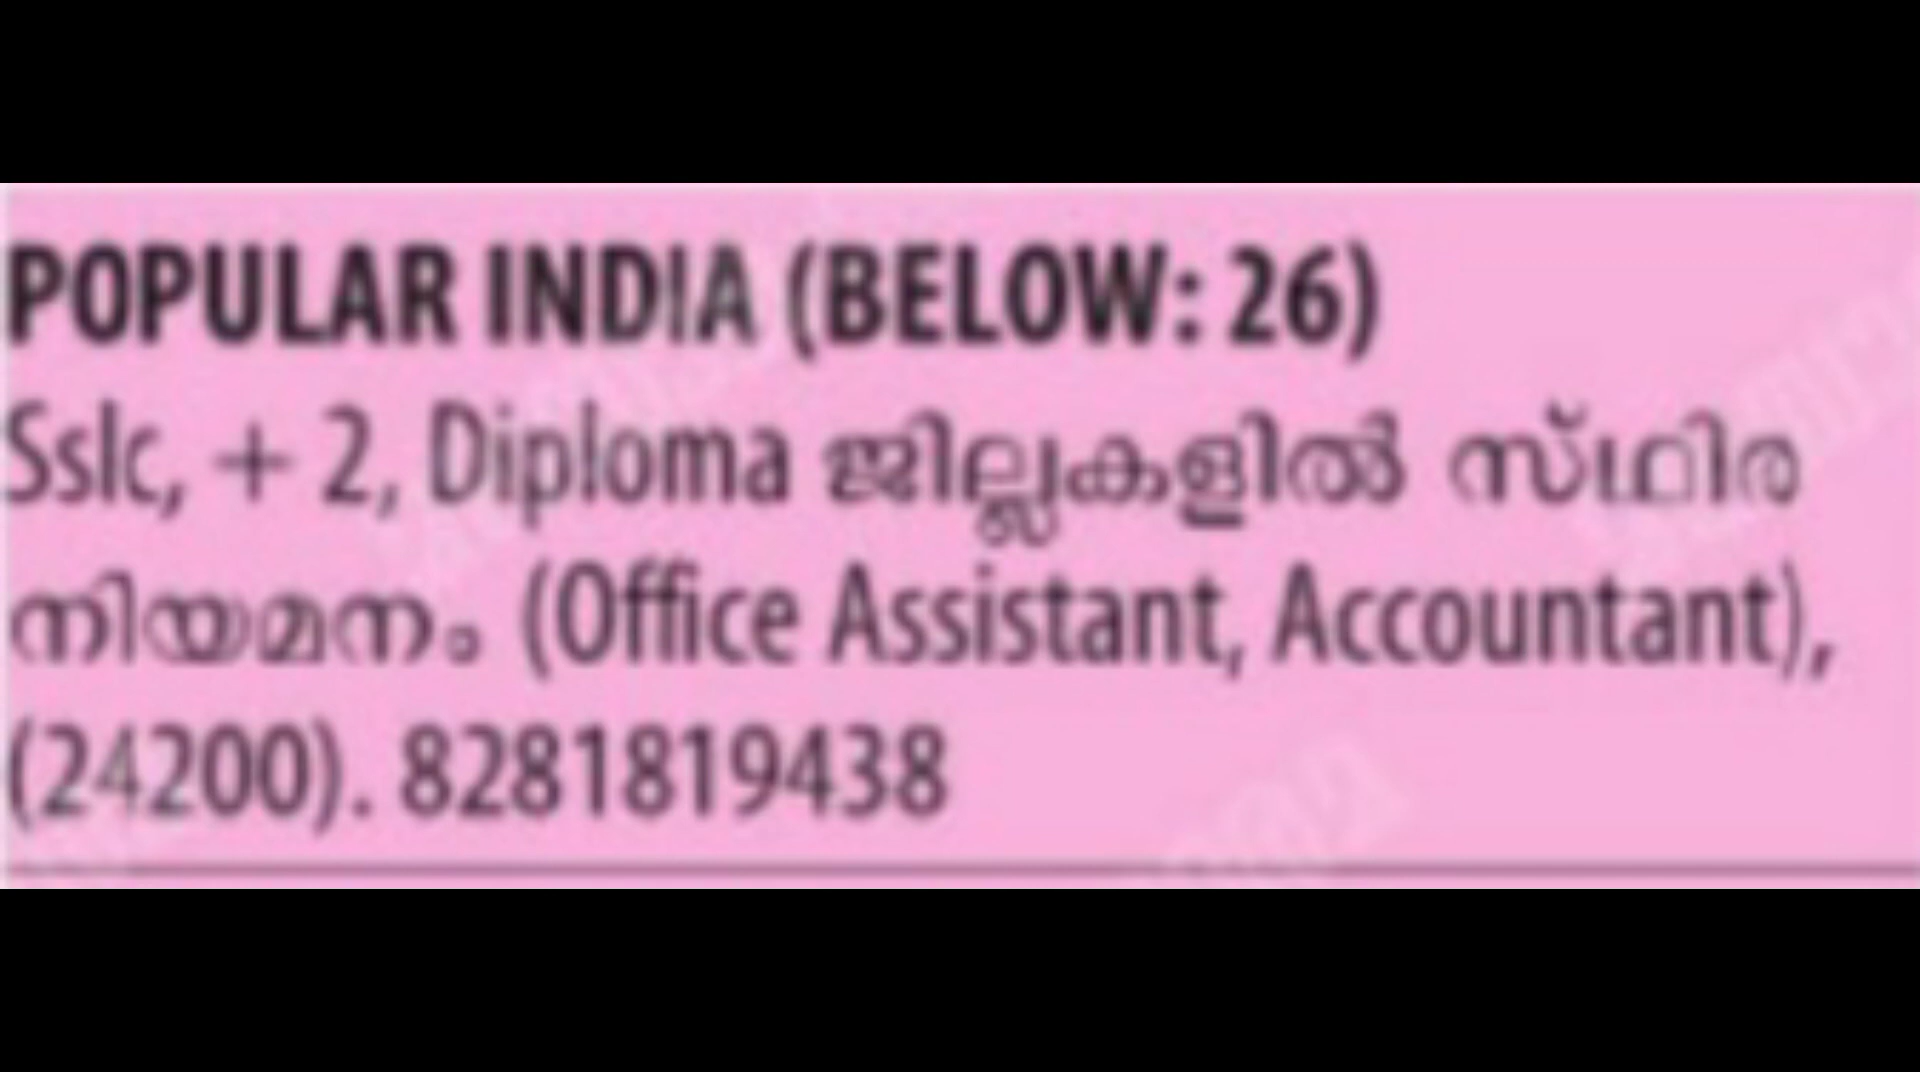 POPULAR INDIA (BELOW: 26)
Sslc, + 2, Diploma ജില്ലകളിൽ സ്ഥിര
നിയമനം (Office Assistant, Accountant),
(24200). 8281819438